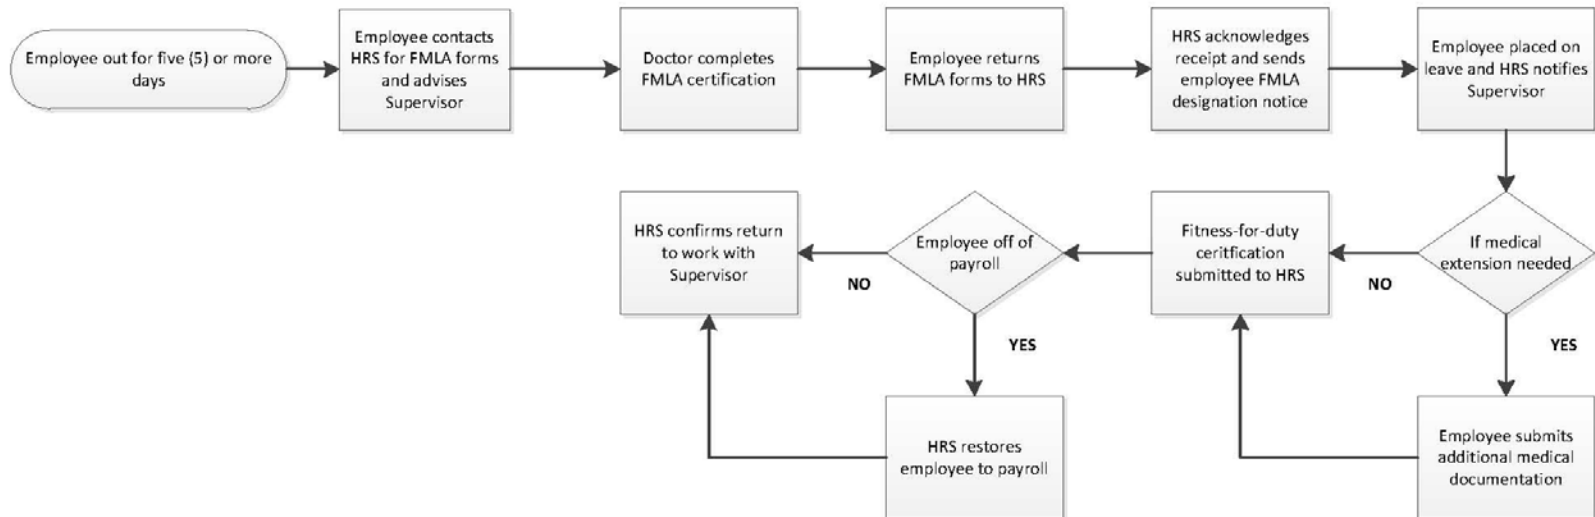 Employee out for five (5) or more
days
Employee contacts
HRS for FMLA forms
and advises
Supervisor
Doctor completes
FMLA certification
Employee returns
FMLA forms to HRS
HRS acknowledges
receipt and sends
employee FMLA
designation notice
Employee placed on
leave and HRS notifies
Supervisor
HRS confirms return
to work with
Supervisor
Employee off of
payroll
Fitness-for-duty
ceritfication
submitted to HRS
If medical
extension needed
NO
NO
YES
YES
HRS restores
employee to payroll
Employee submits
additional medical
documentation